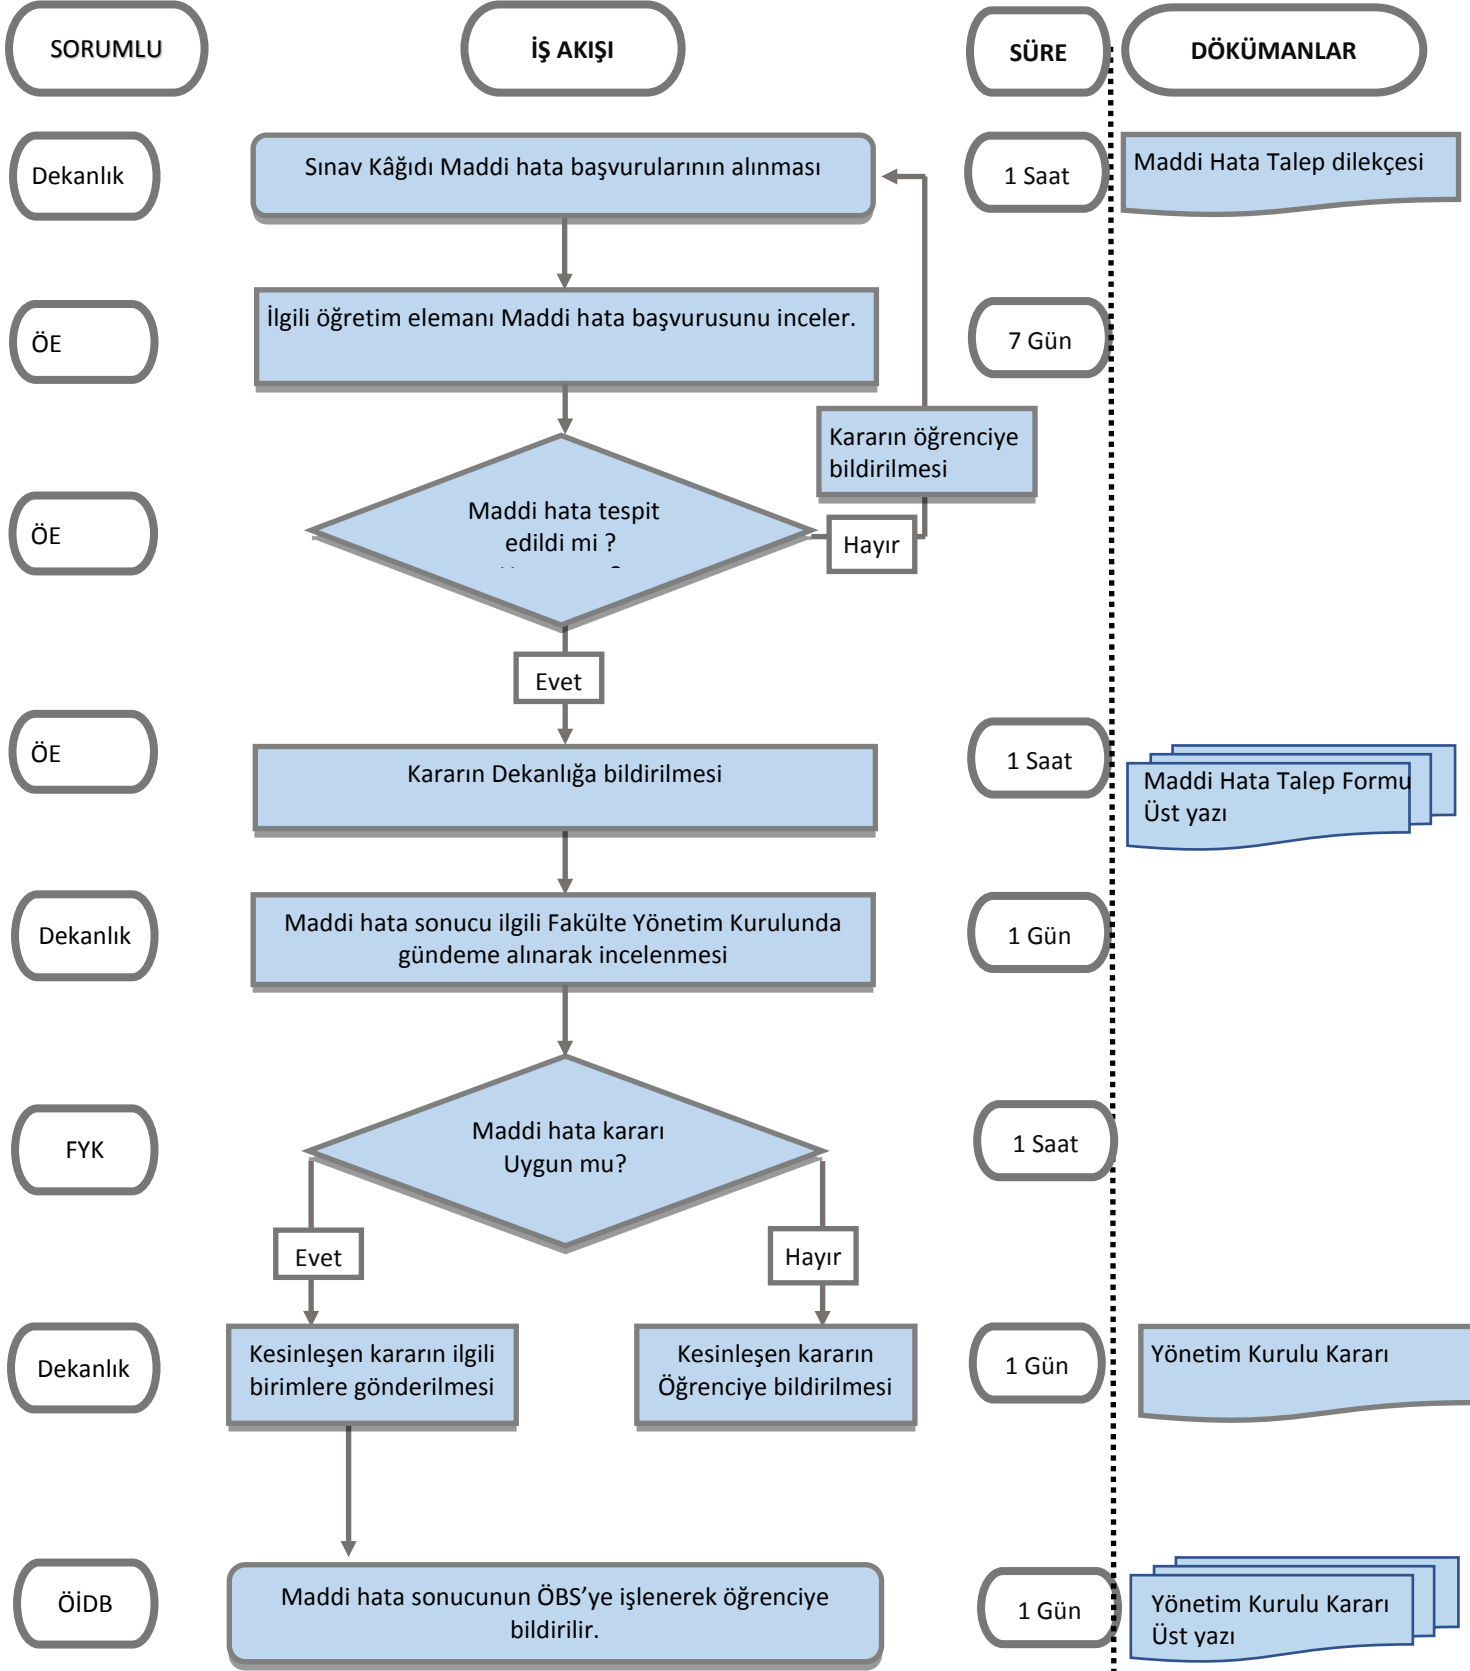 SORUMLU
İŞ AKIŞI
SÜRE
DÖKÜMANLAR
Dekanlık
Sınav Kâğıdı Maddi hata başvurularının alınması
1 Saat
Maddi Hata Talep dilekçesi
ÖE
İlgili öğretim elemanı Maddi hata başvurusunu inceler.
7 Gün
Kararın öğrenciye
bildirilmesi
ÖE
Maddi hata tespit
edildi mi ?
Hayır
Evet
ÖE
Kararın Dekanlığa bildirilmesi
1 Saat
Maddi Hata Talep Formu
Üst yazı
Dekanlık
Maddi hata sonucu ilgili Fakülte Yönetim Kurulunda
gündeme alınarak incelenmesi
1 Gün
FYK
Maddi hata kararı
Uygun mu?
1 Saat
Evet
Hayır
Dekanlık
Kesinleşen kararın ilgili
birimlere gönderilmesi
Kesinleşen kararın
Öğrenciye bildirilmesi
1 Gün
Yönetim Kurulu Kararı
ÖİDB
Maddi hata sonucunun ÖBS’ye işlenerek öğrenciye
bildirilir.
1 Gün
Yönetim Kurulu Kararı
Üst yazı